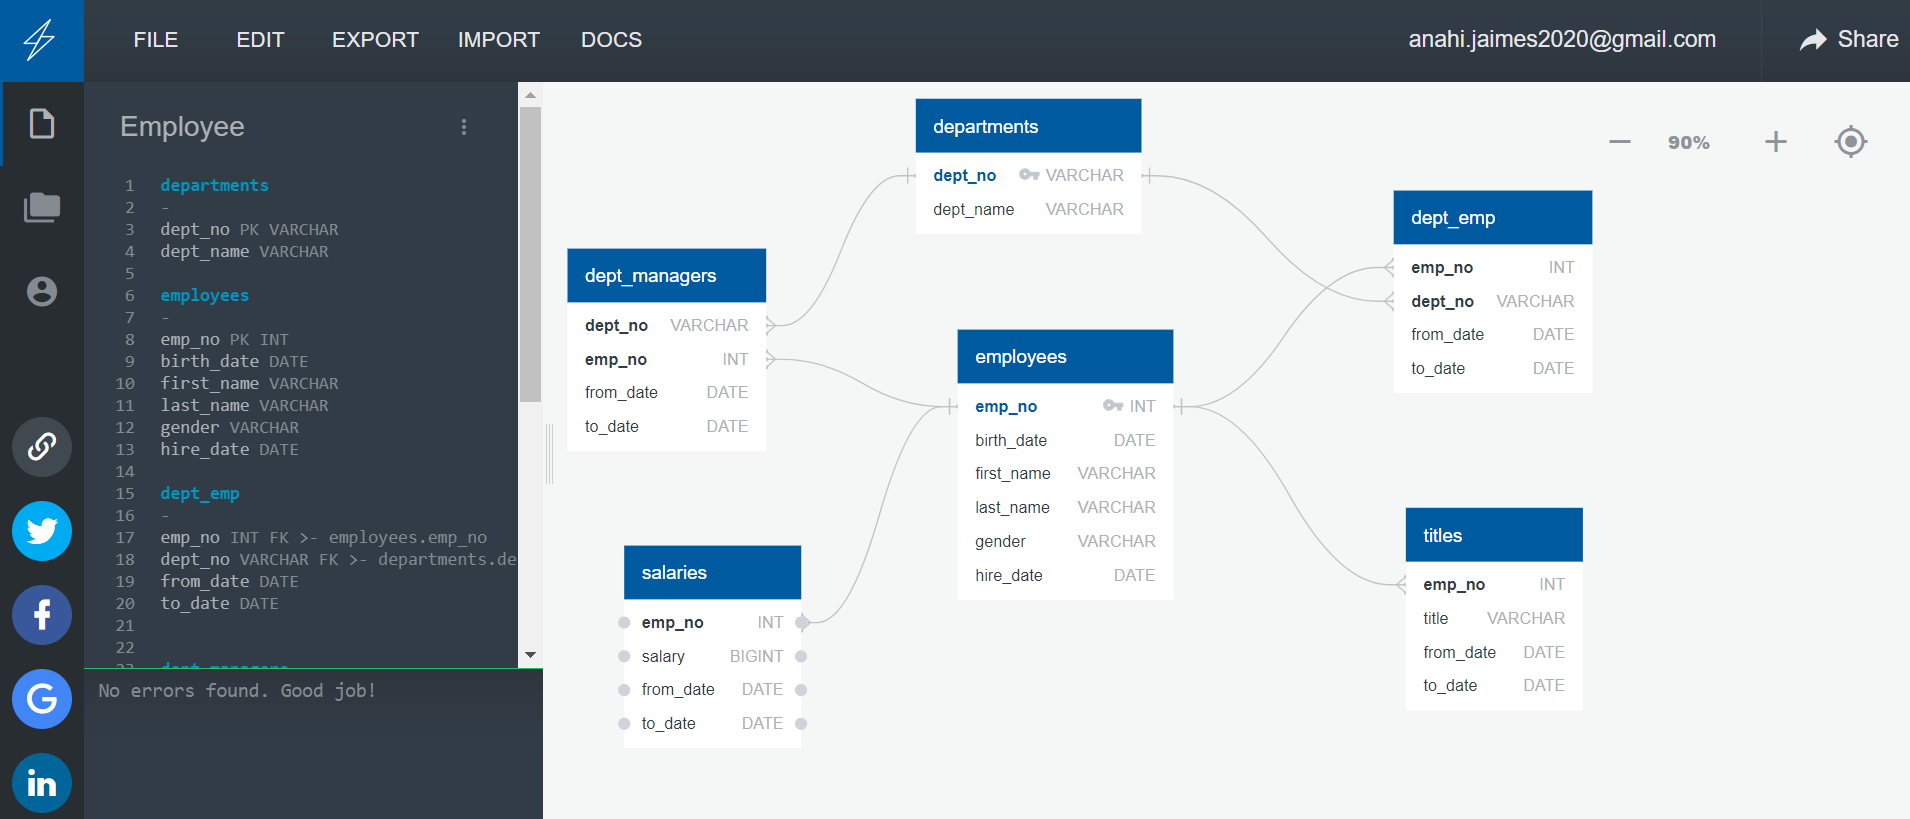 FILE EDIT EXPORT IMPORT DOCS anahi.jaimes2020@gmail.com Share
Employee
1 departments
2 -
3 dept_no PK VARCHAR
4 dept_name VARCHAR
5
6 employees
7 -
8 emp_no PK INT
9 birth_date DATE
10 first_name VARCHAR
11 last_name VARCHAR
12 gender VARCHAR
13 hire_date DATE
14
15 dept_emp
16 -
17 emp_no INT FK >- employees.emp_no
18 dept_no VARCHAR FK >- departments.de
19 from_date DATE
20 to_date DATE
21
22
23 dept_managers
No errors found. Good job!
90%
departments
dept_no VARCHAR
dept_name VARCHAR
dept_managers
dept_no VARCHAR
emp_no INT
from_date DATE
to_date DATE
employees
emp_no INT
birth_date DATE
first_name VARCHAR
last_name VARCHAR
gender VARCHAR
hire_date DATE
dept_emp
emp_no INT
dept_no VARCHAR
from_date DATE
to_date DATE
salaries
emp_no INT
salary BIGINT
from_date DATE
to_date DATE
titles
emp_no INT
title VARCHAR
from_date DATE
to_date DATE